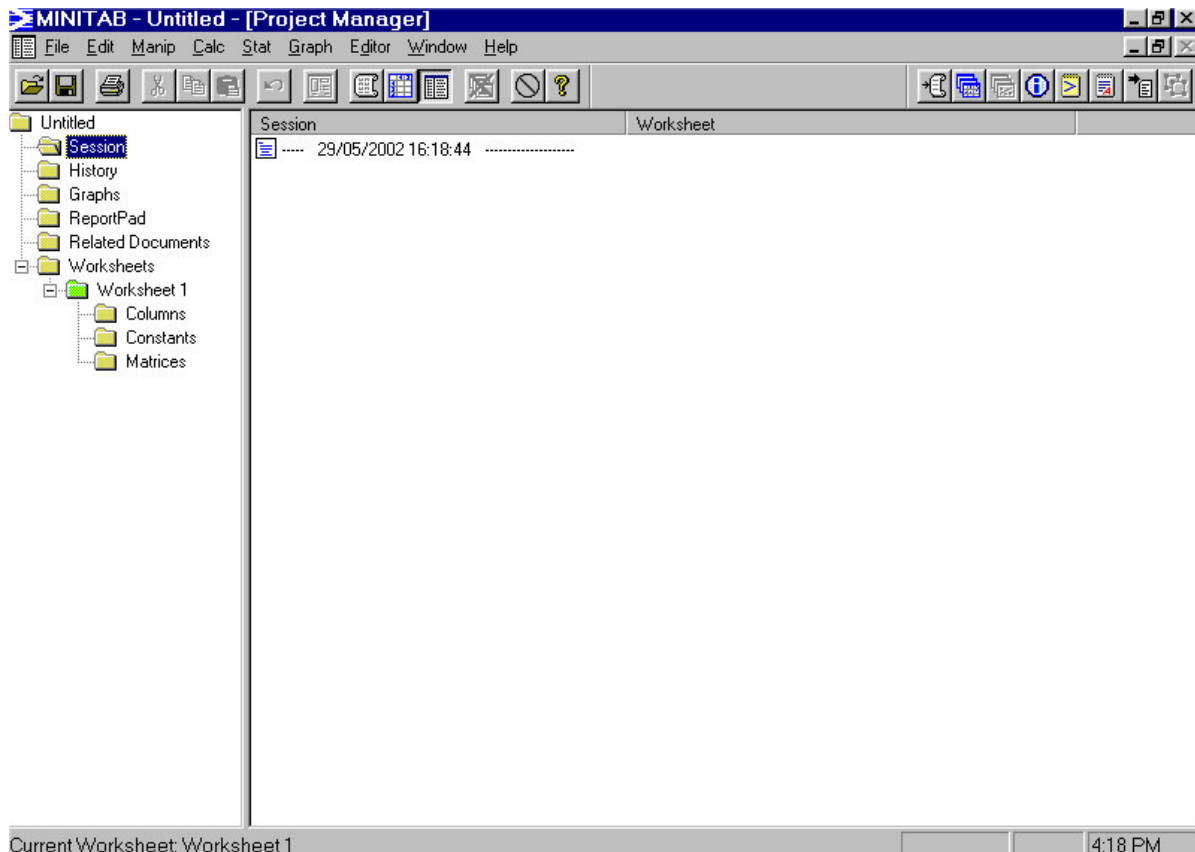 MINITAB - Untitled - [Project Manager]
File Edit Manip Calc Stat Graph Editor Window Help
Untitled
Session
History
Graphs
ReportPad
Related Documents
Worksheets
Worksheet 1
Columns
Constants
Matrices
Session Worksheet
----- 29/05/2002 16:18:44 --------------------
Current Worksheet: Worksheet 1 4:18 PM